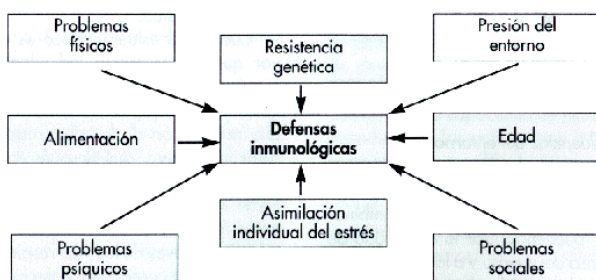 Problemas
físicos
Resistencia
genética
Presión del
entorno
Alimentación
Defensas
inmunológicas
Edad
Problemas
psíquicos
Asimilación
individual del estrés
Problemas
sociales